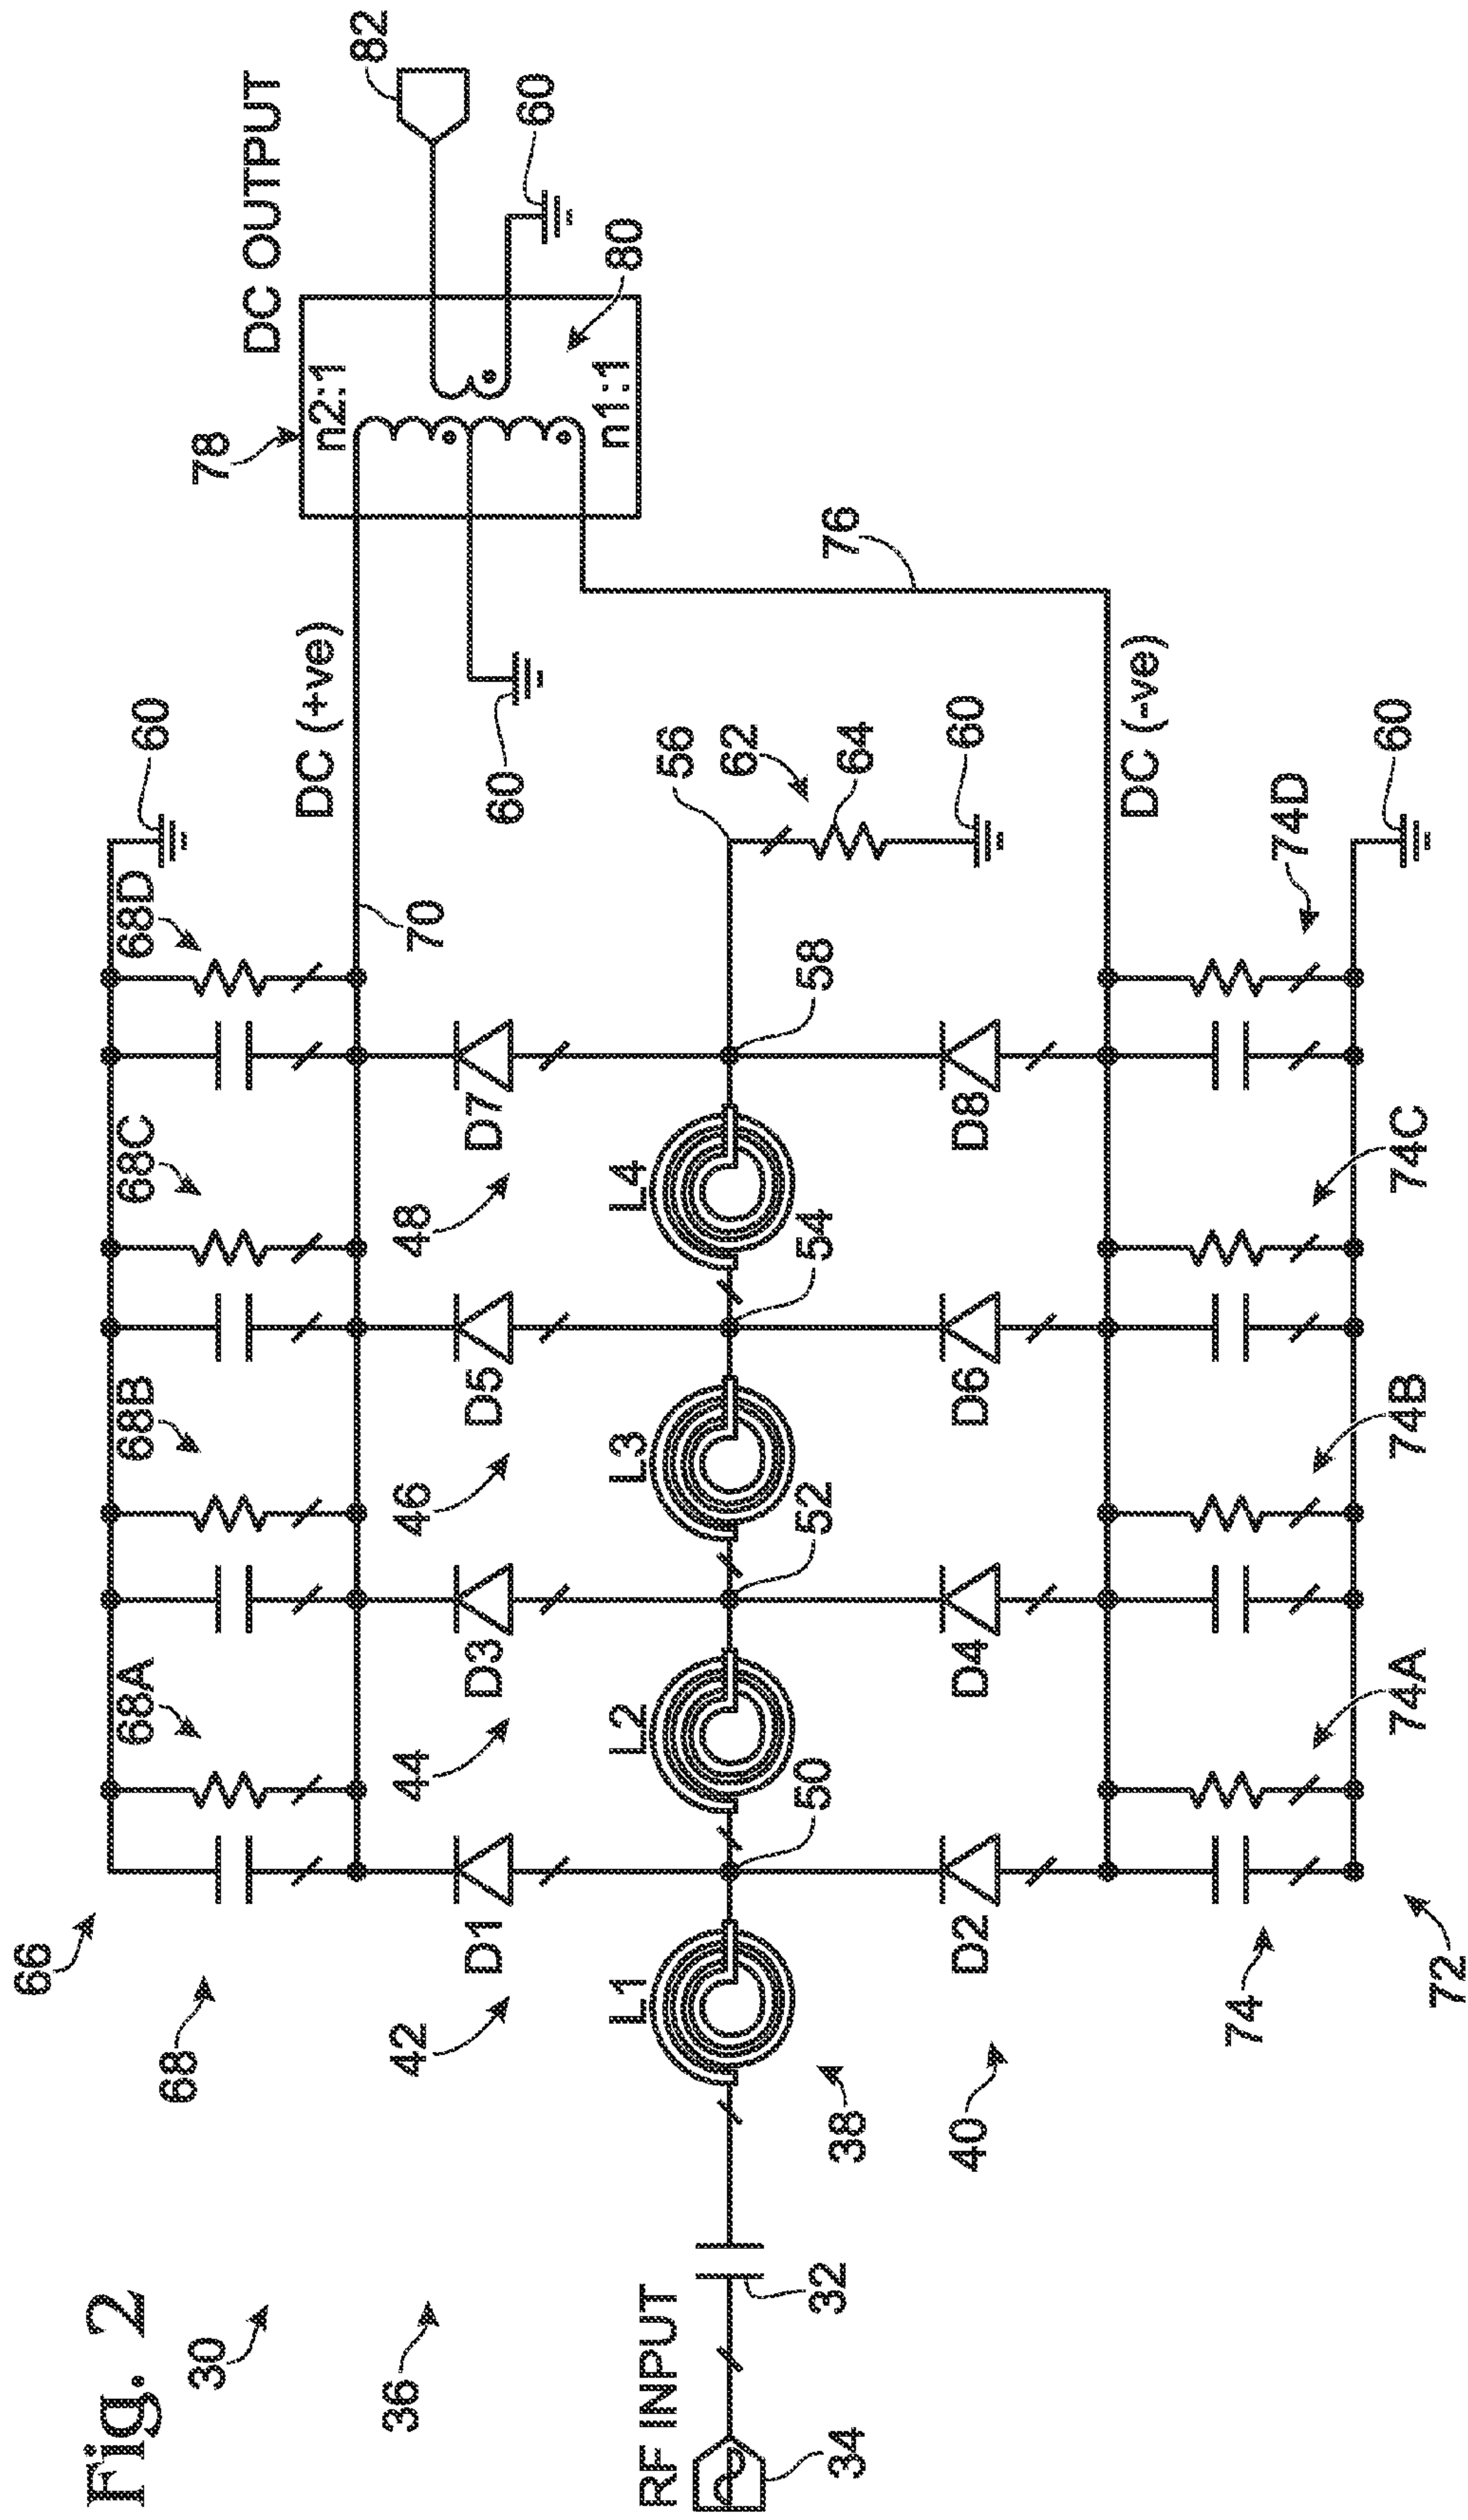 Fig. 2
30
36
66
68
68A
68B
68C
68D
60
DC OUTPUT
78
n2:1
n1:1
80
82
60
DC (+ve)
70
60
42
D1
44
D3
46
D5
48
D7
RF INPUT
34
32
L1
L2
L3
L4
38
50
52
54
58
56
62
64
60
76
40
D2
D4
D6
D8
DC (-ve)
74
74A
74B
74C
74D
60
72